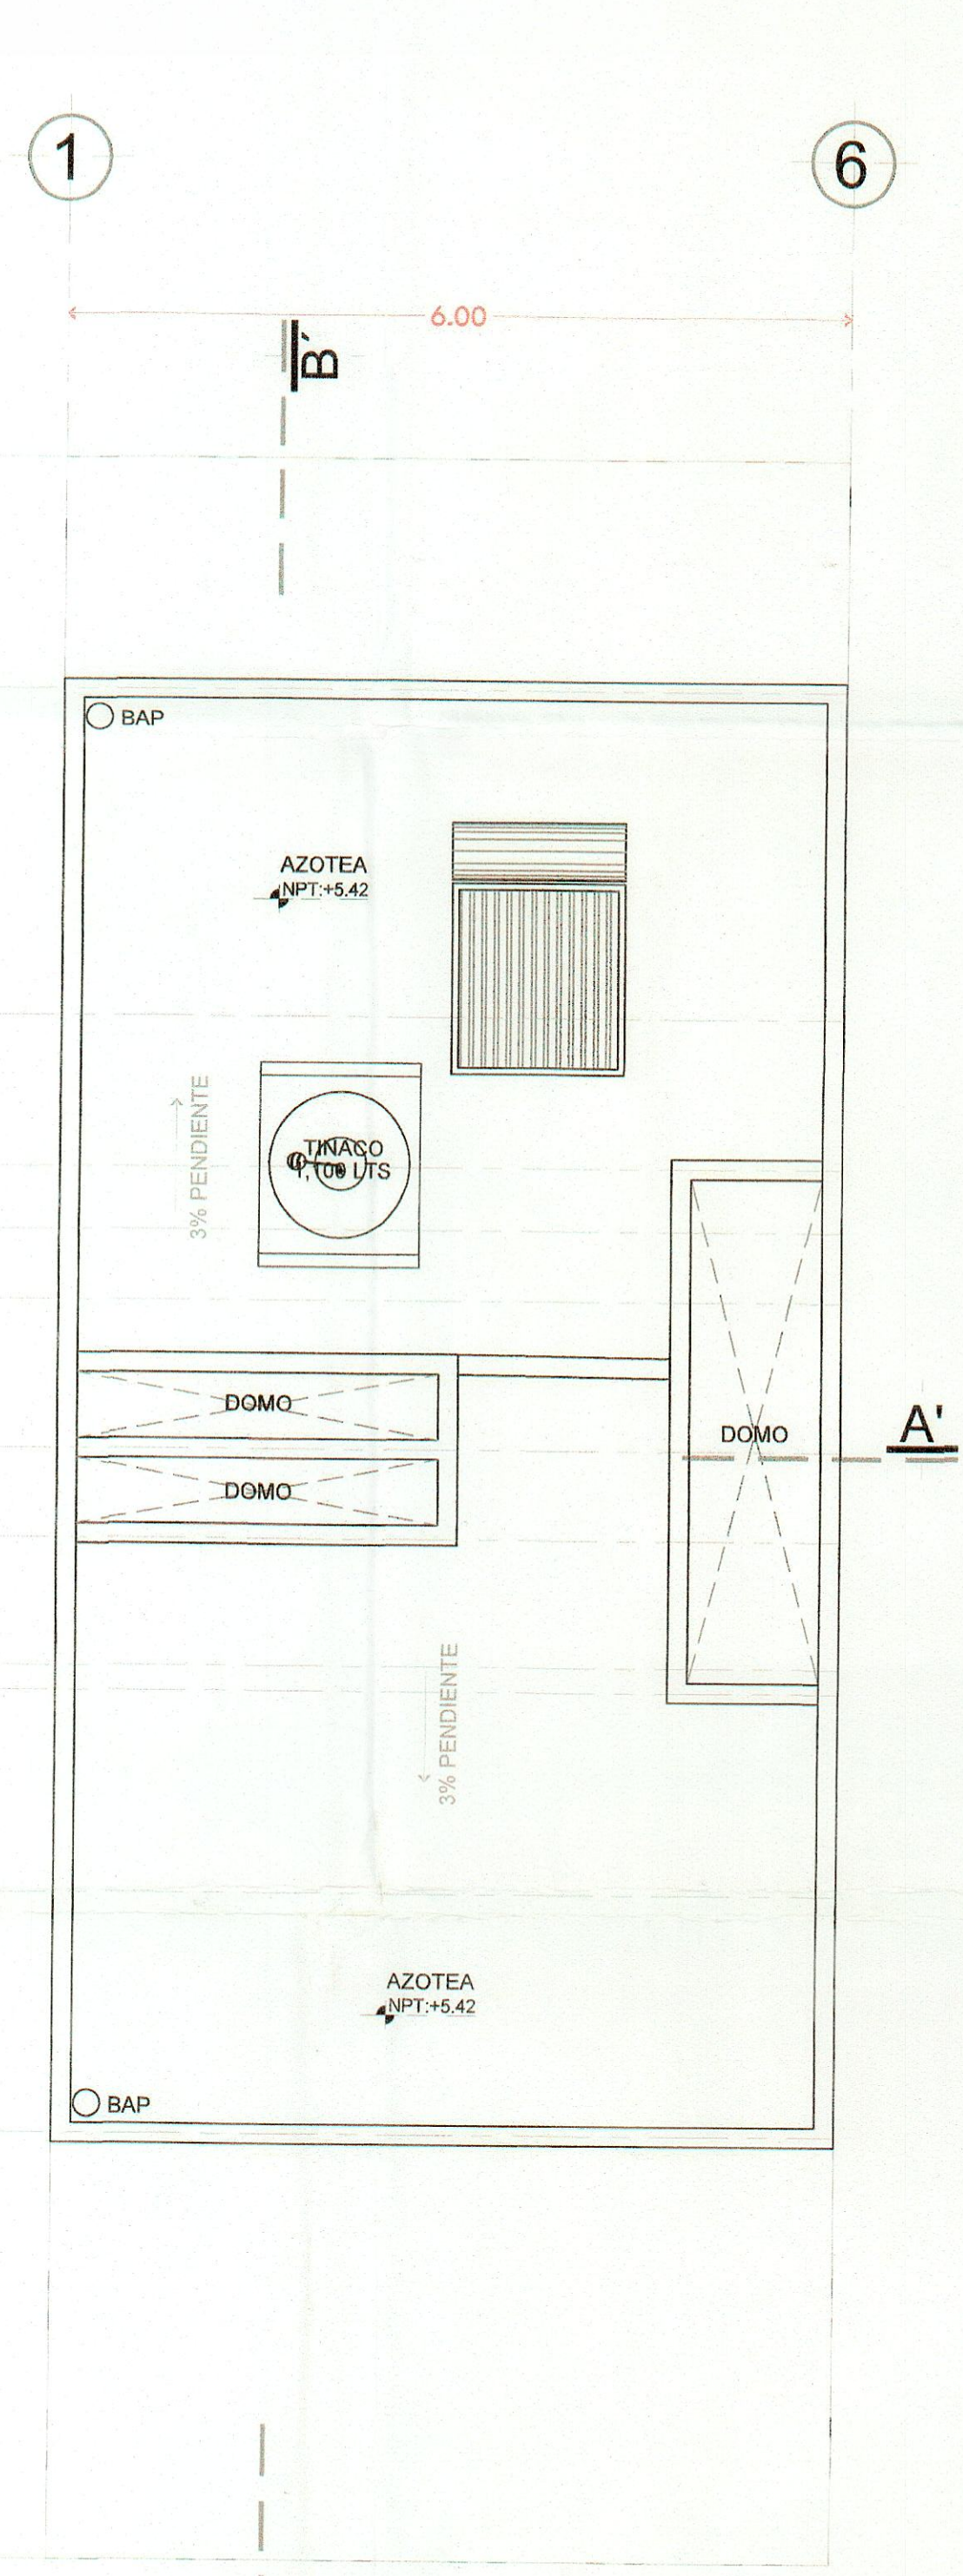 1
6
6.00
B´
BAP
AZOTEA
NPT:+5.42
3% PENDIENTE
TINACO
1,100 LTS
DOMO
DOMO
DOMO
A'
3% PENDIENTE
AZOTEA
NPT:+5.42
BAP